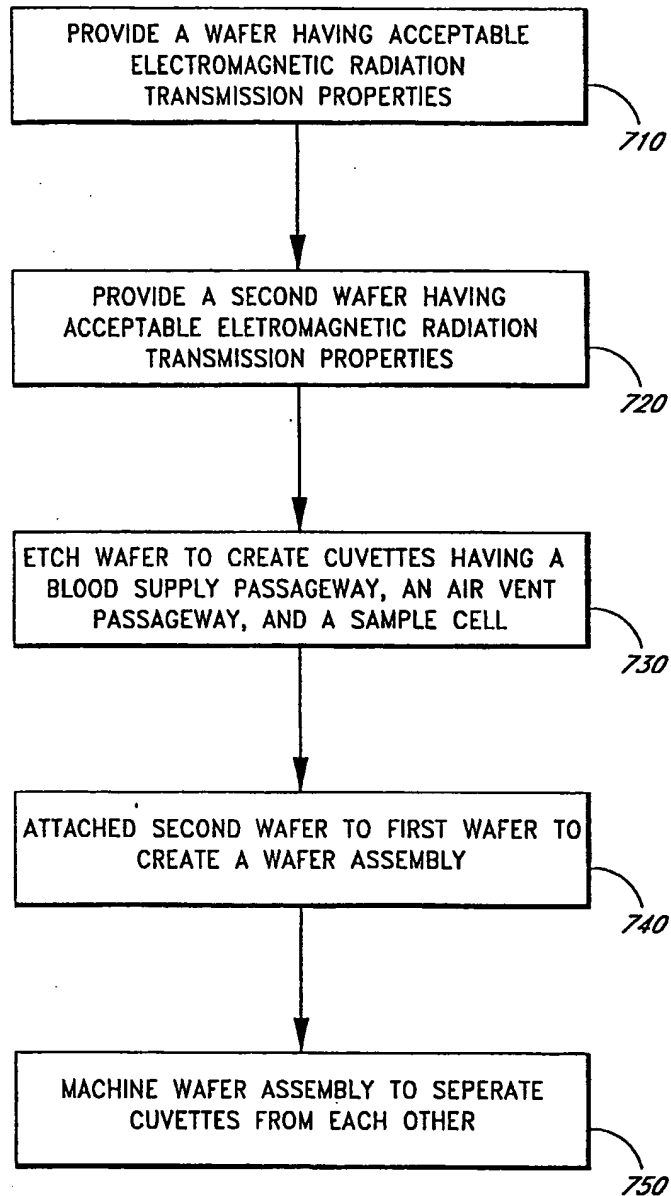 PROVIDE A WAFER HAVING ACCEPTABLE
ELECTROMAGNETIC RADIATION
TRANSMISSION PROPERTIES
710
PROVIDE A SECOND WAFER HAVING
ACCEPTABLE ELETROMAGNETIC RADIATION
TRANSMISSION PROPERTIES
720
ETCH WAFER TO CREATE CUVETTES HAVING A
BLOOD SUPPLY PASSAGEWAY, AN AIR VENT
PASSAGEWAY, AND A SAMPLE CELL
730
ATTACHED SECOND WAFER TO FIRST WAFER TO
CREATE A WAFER ASSEMBLY
740
MACHINE WAFER ASSEMBLY TO SEPERATE
CUVETTES FROM EACH OTHER
750